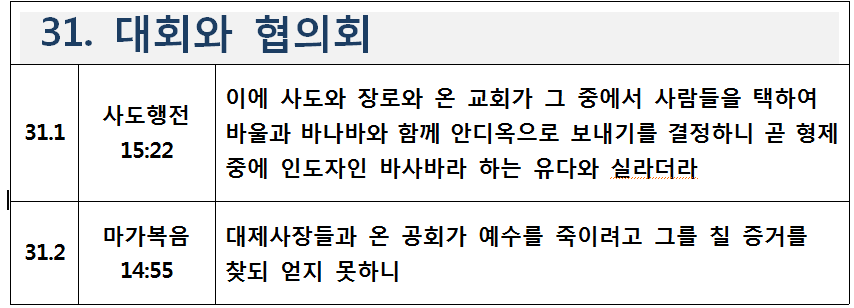 31. 대회와 협의회
31.1
사도행전
15:22
이에 사도와 장로와 온 교회가 그 중에서 사람들을 택하여
바울과 바나바와 함께 안디옥으로 보내기를 결정하니 곧 형제
중에 인도자인 바사바라 하는 유다와 실라더라
31.2
마가복음
14:55
대제사장들과 온 공회가 예수를 죽이려고 그를 칠 증거를
찾되 얻지 못하니